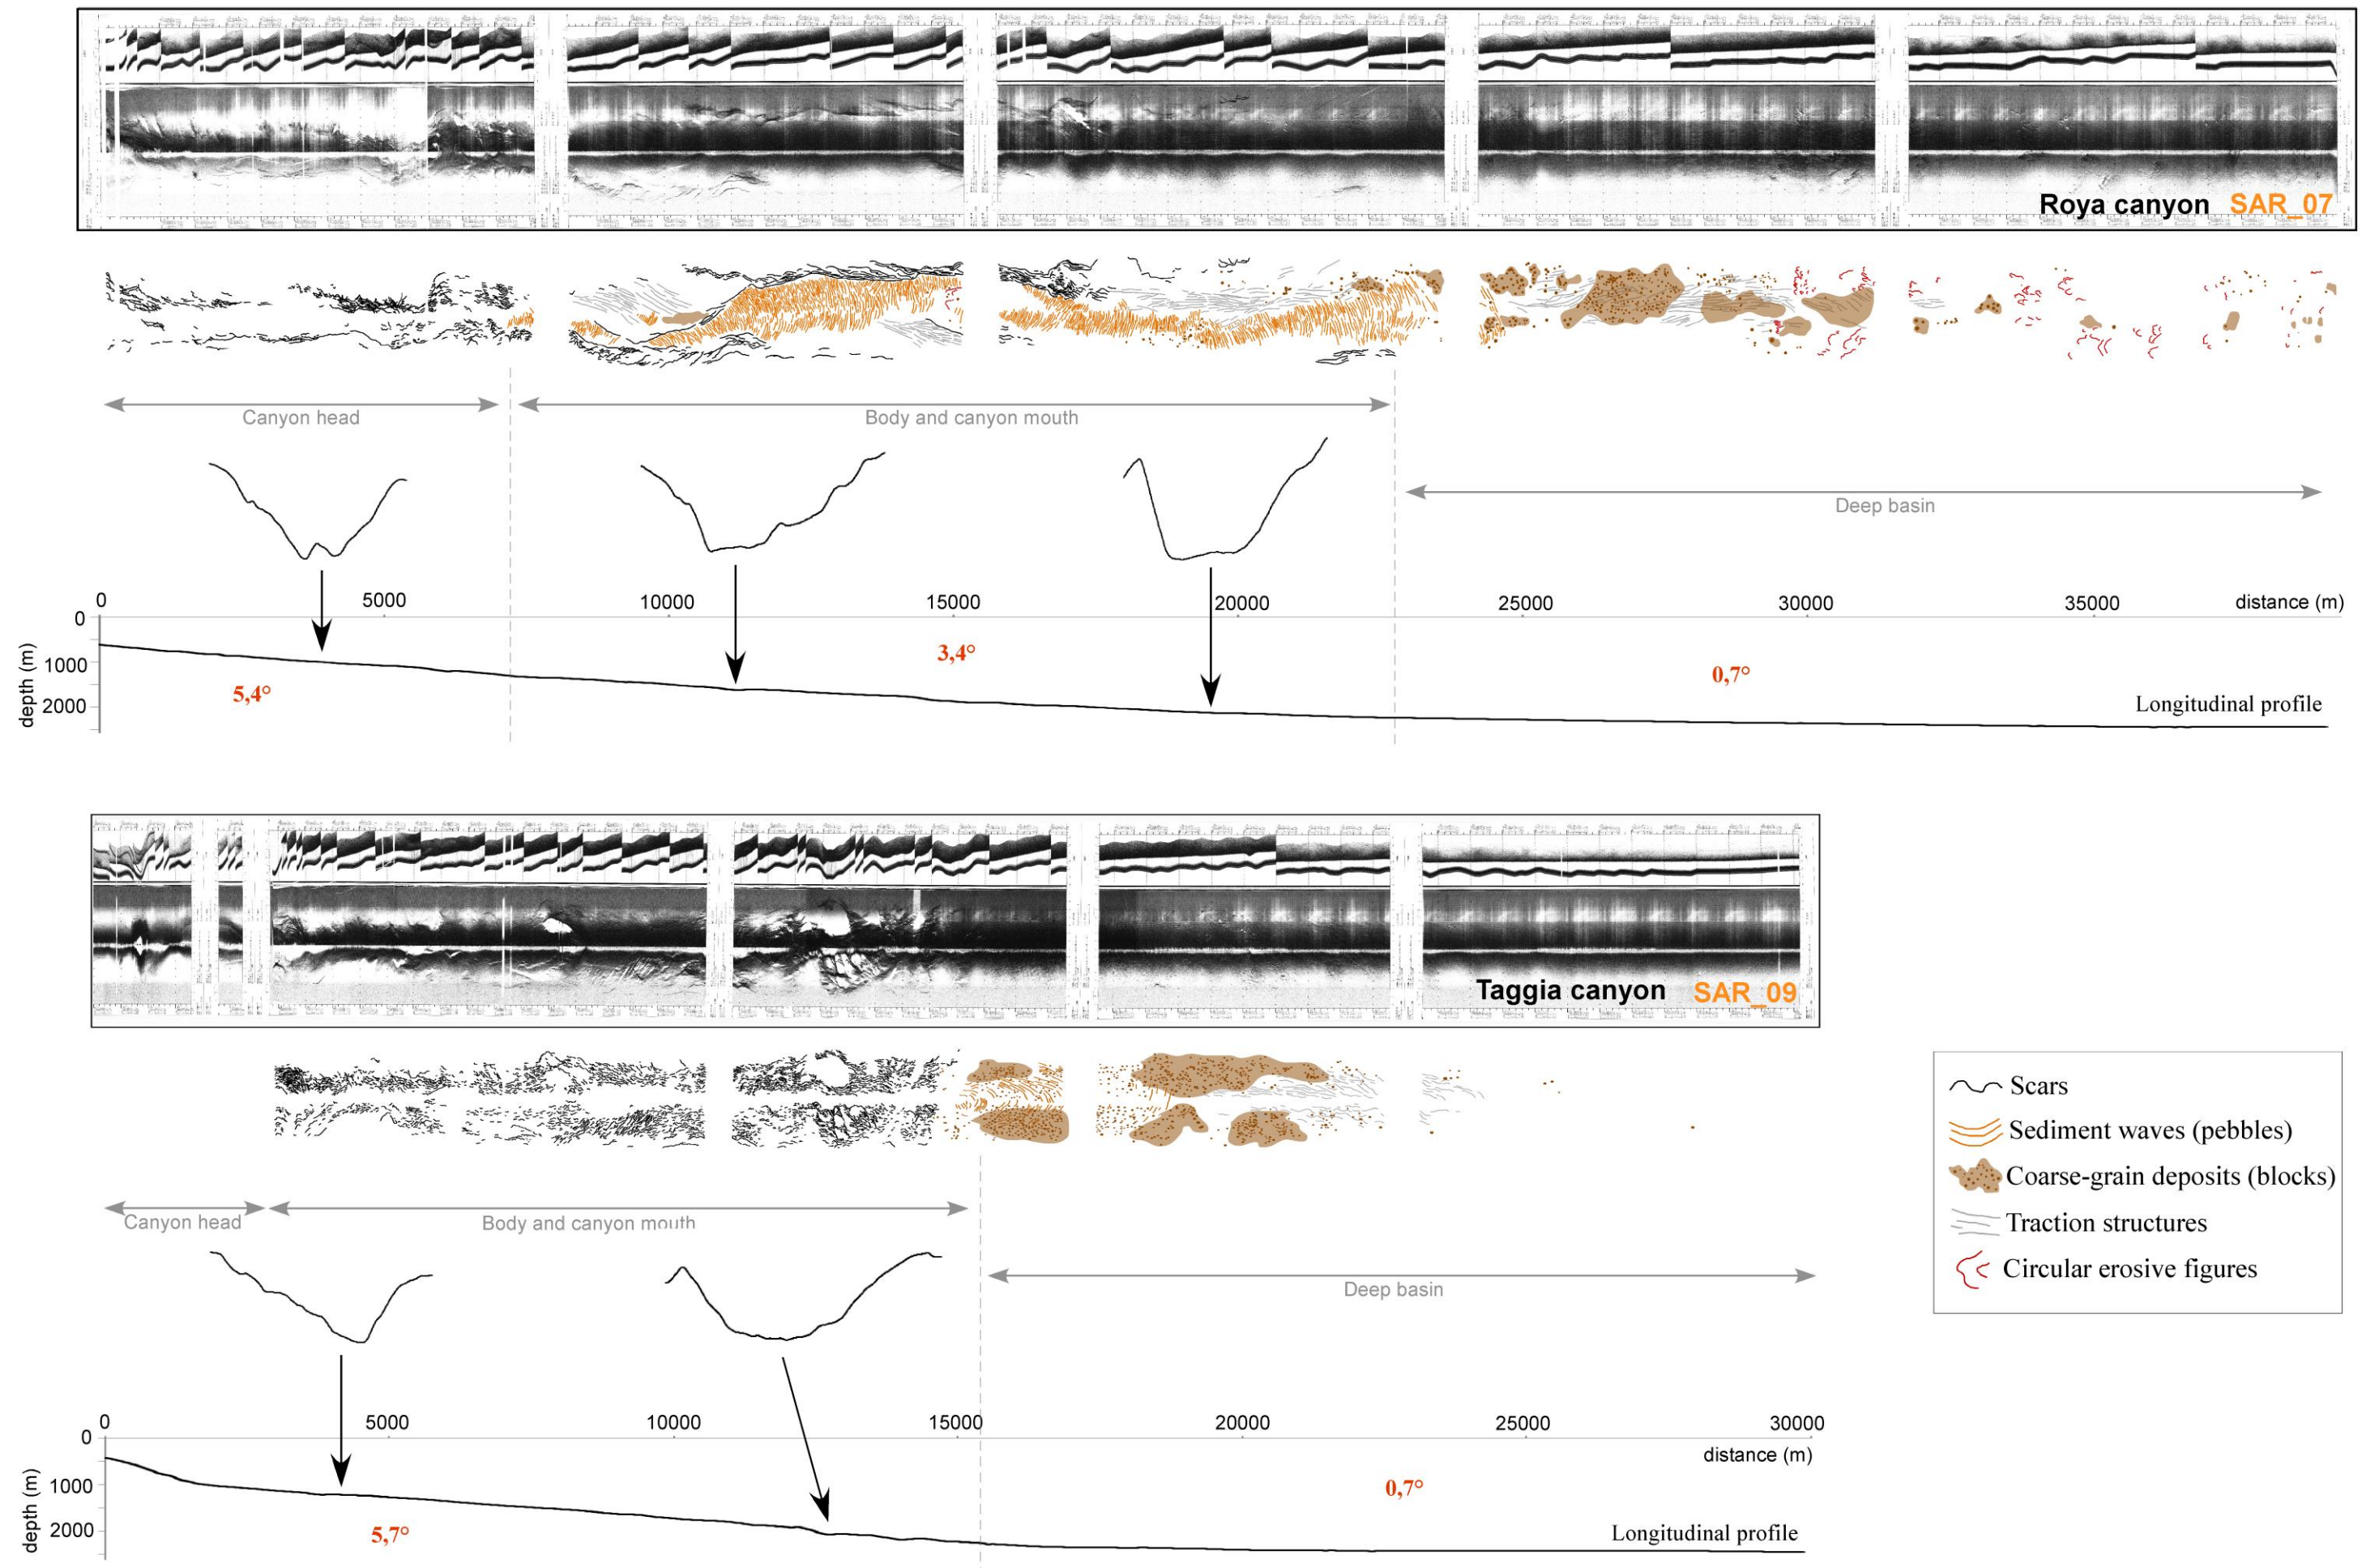 Roya canyon SAR_07
Canyon head
Body and canyon mouth
Deep basin
0 5000 10000 15000 20000 25000 30000 35000 distance (m)
0
1000
2000
depth (m)
5,4°
3,4°
0,7°
Longitudinal profile
Taggia canyon SAR_09
Scars
Sediment waves (pebbles)
Coarse-grain deposits (blocks)
Traction structures
Circular erosive figures
Canyon head
Body and canyon mouth
Deep basin
0 5000 10000 15000 20000 25000 30000
distance (m)
0
1000
2000
depth (m)
5,7°
0,7°
Longitudinal profile